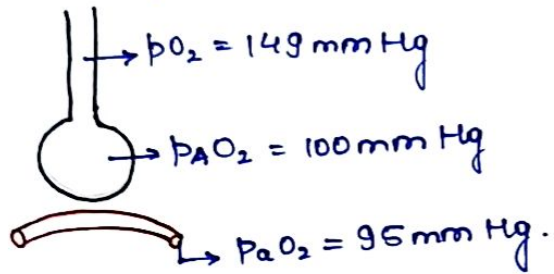 pO₂ = 149 mm Hg
PAO₂ = 100 mm Hg
PaO₂ = 95 mm Hg.